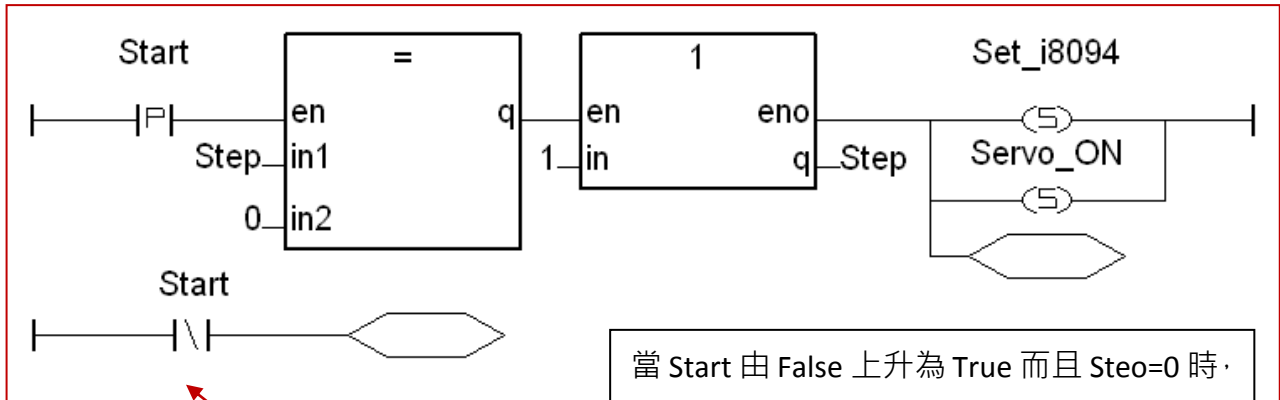 Start = 1 Set_i8094
en q en eno
Step in1 1 in q Step Servo_ON
0 in2
Start
當 Start 由 False 上升為 True 而且 Steo=0 時，